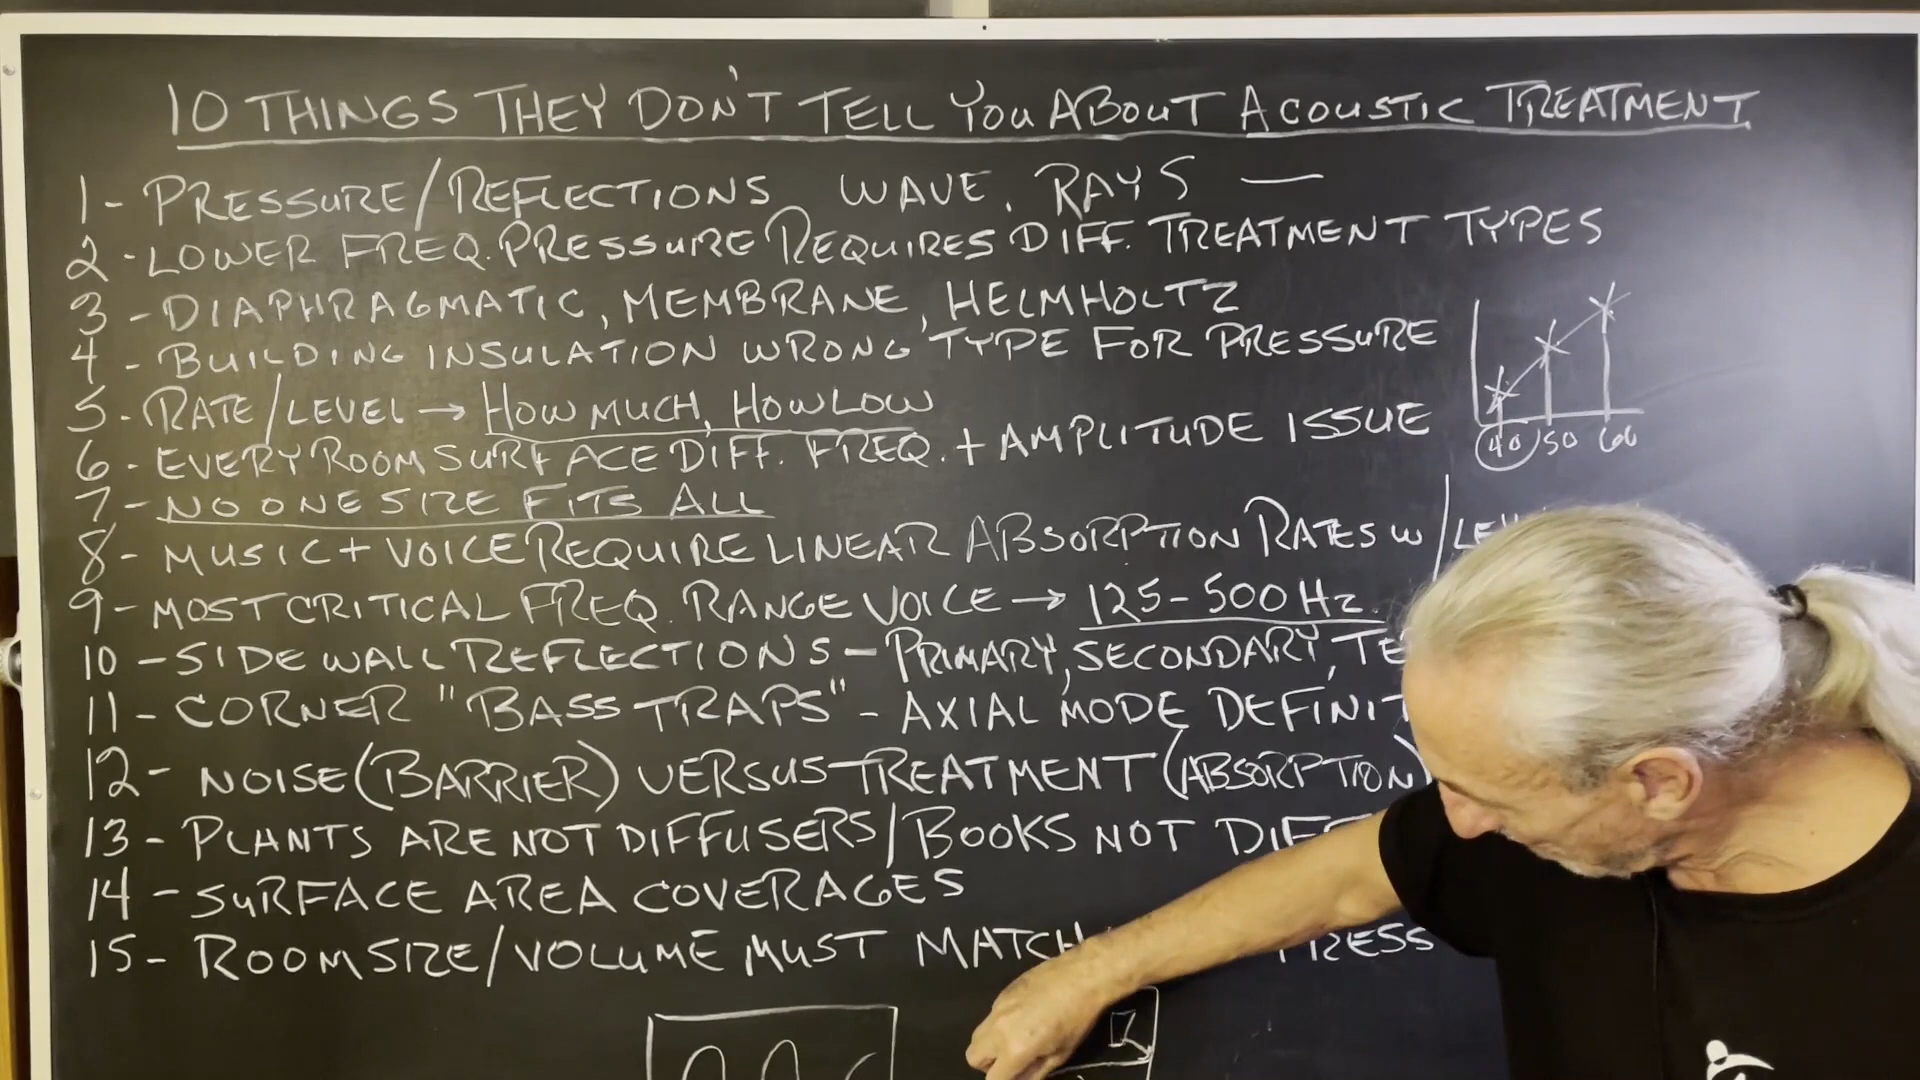 10 THINGS THEY DON'T TELL YOU ABOUT ACOUSTIC TREATMENT
1- PRESSURE/REFLECTIONS WAVE, RAYS —
2- LOWER FREQ. PRESSURE REQUIRES DIFF. TREATMENT TYPES
3- DIAPHRAGMATIC, MEMBRANE, HELMHOLTZ
4- BUILDING INSULATION WRONG TYPE FOR PRESSURE
5- RATE/LEVEL → HOW MUCH, HOW LOW
6- EVERY ROOM SURFACE DIFF. FREQ. + AMPLITUDE ISSUE
40 50 60
7- NO ONE SIZE FITS ALL
8- MUSIC + VOICE REQUIRE LINEAR ABSORPTION RATES W/
9- MOST CRITICAL FREQ. RANGE VOICE → 125-500 Hz.
10- SIDE WALL REFLECTIONS - PRIMARY, SECONDARY,
11- CORNER "BASS TRAPS" - AXIAL MODE
12- NOISE (BARRIER) VERSUS TREATMENT (ABSORPTION)
13- PLANTS ARE NOT DIFFUSERS/BOOKS NOT
14- SURFACE AREA COVERAGES
15- ROOM SIZE/VOLUME MUST MATCH